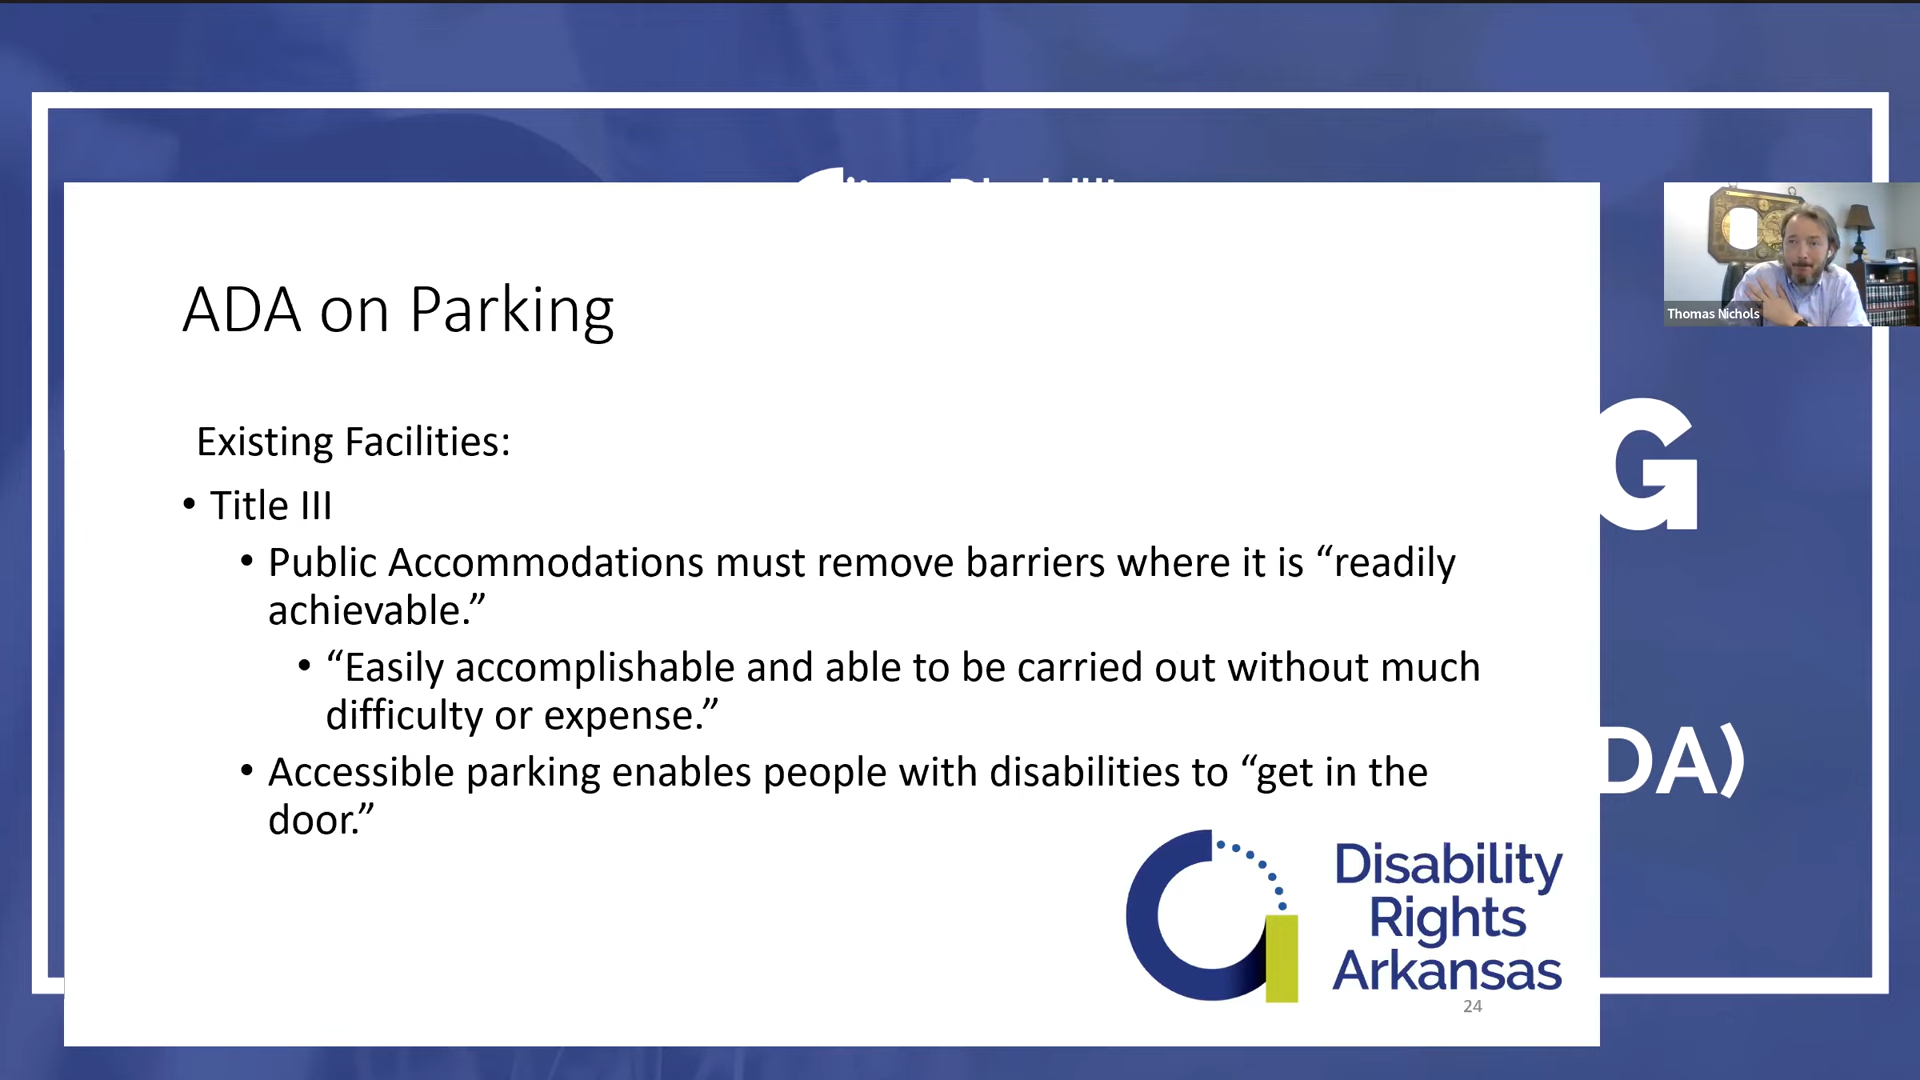 ADA on Parking
Thomas Nichols
Existing Facilities:
• Title III
• Public Accommodations must remove barriers where it is “readily
achievable.”
• “Easily accomplishable and able to be carried out without much
difficulty or expense.”
• Accessible parking enables people with disabilities to “get in the
door.”
G
DA)
Disability
Rights
Arkansas
24